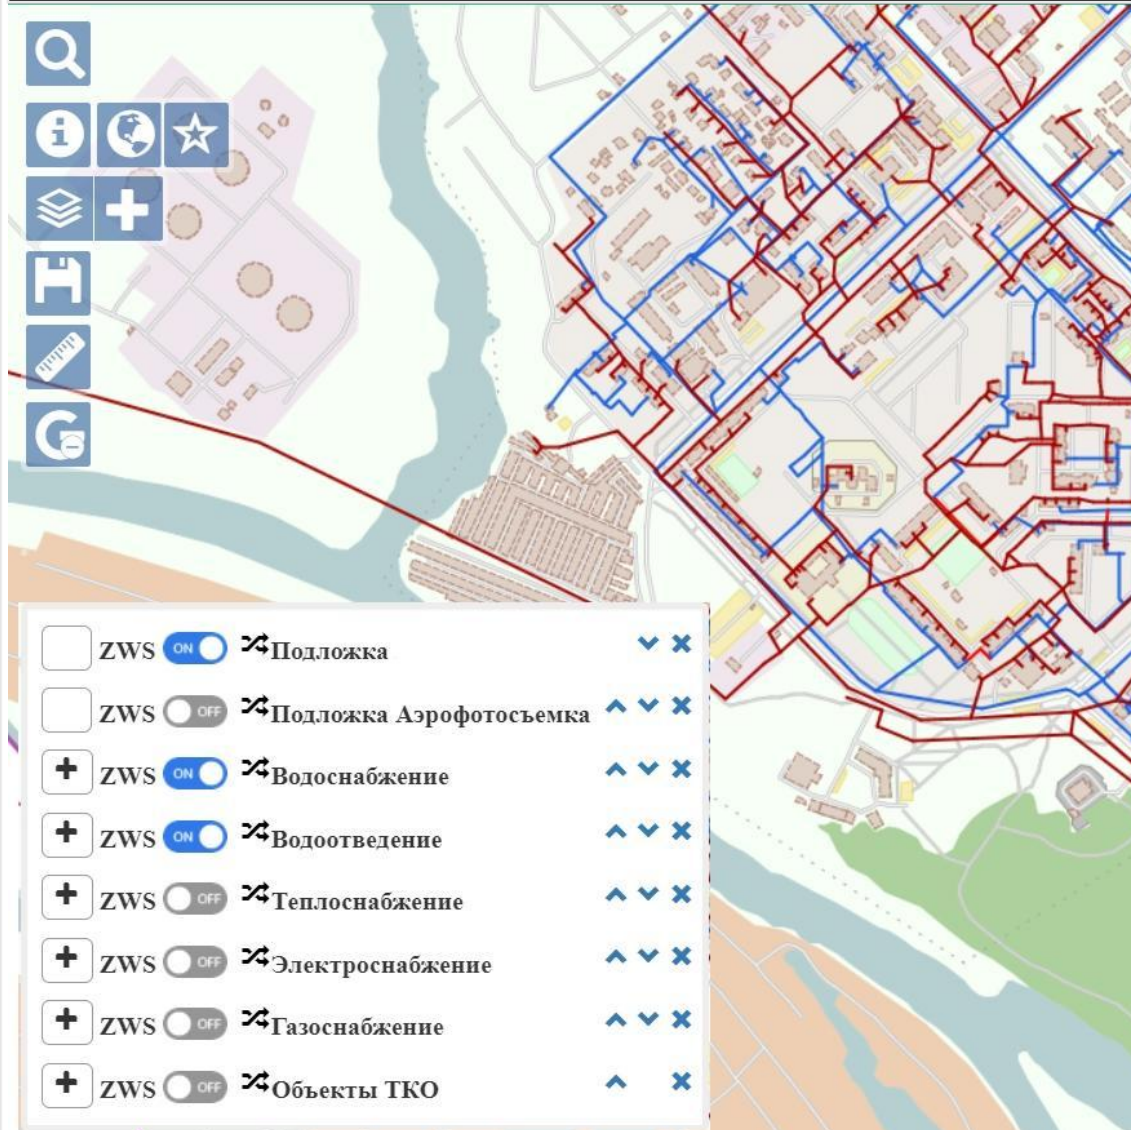 ZWS ON Подложка
ZWS OFF Подложка Аэрофотосъемка
ZWS ON Водоснабжение
ZWS ON Водоотведение
ZWS OFF Теплоснабжение
ZWS OFF Электроснабжение
ZWS OFF Газоснабжение
ZWS OFF Объекты ТКО